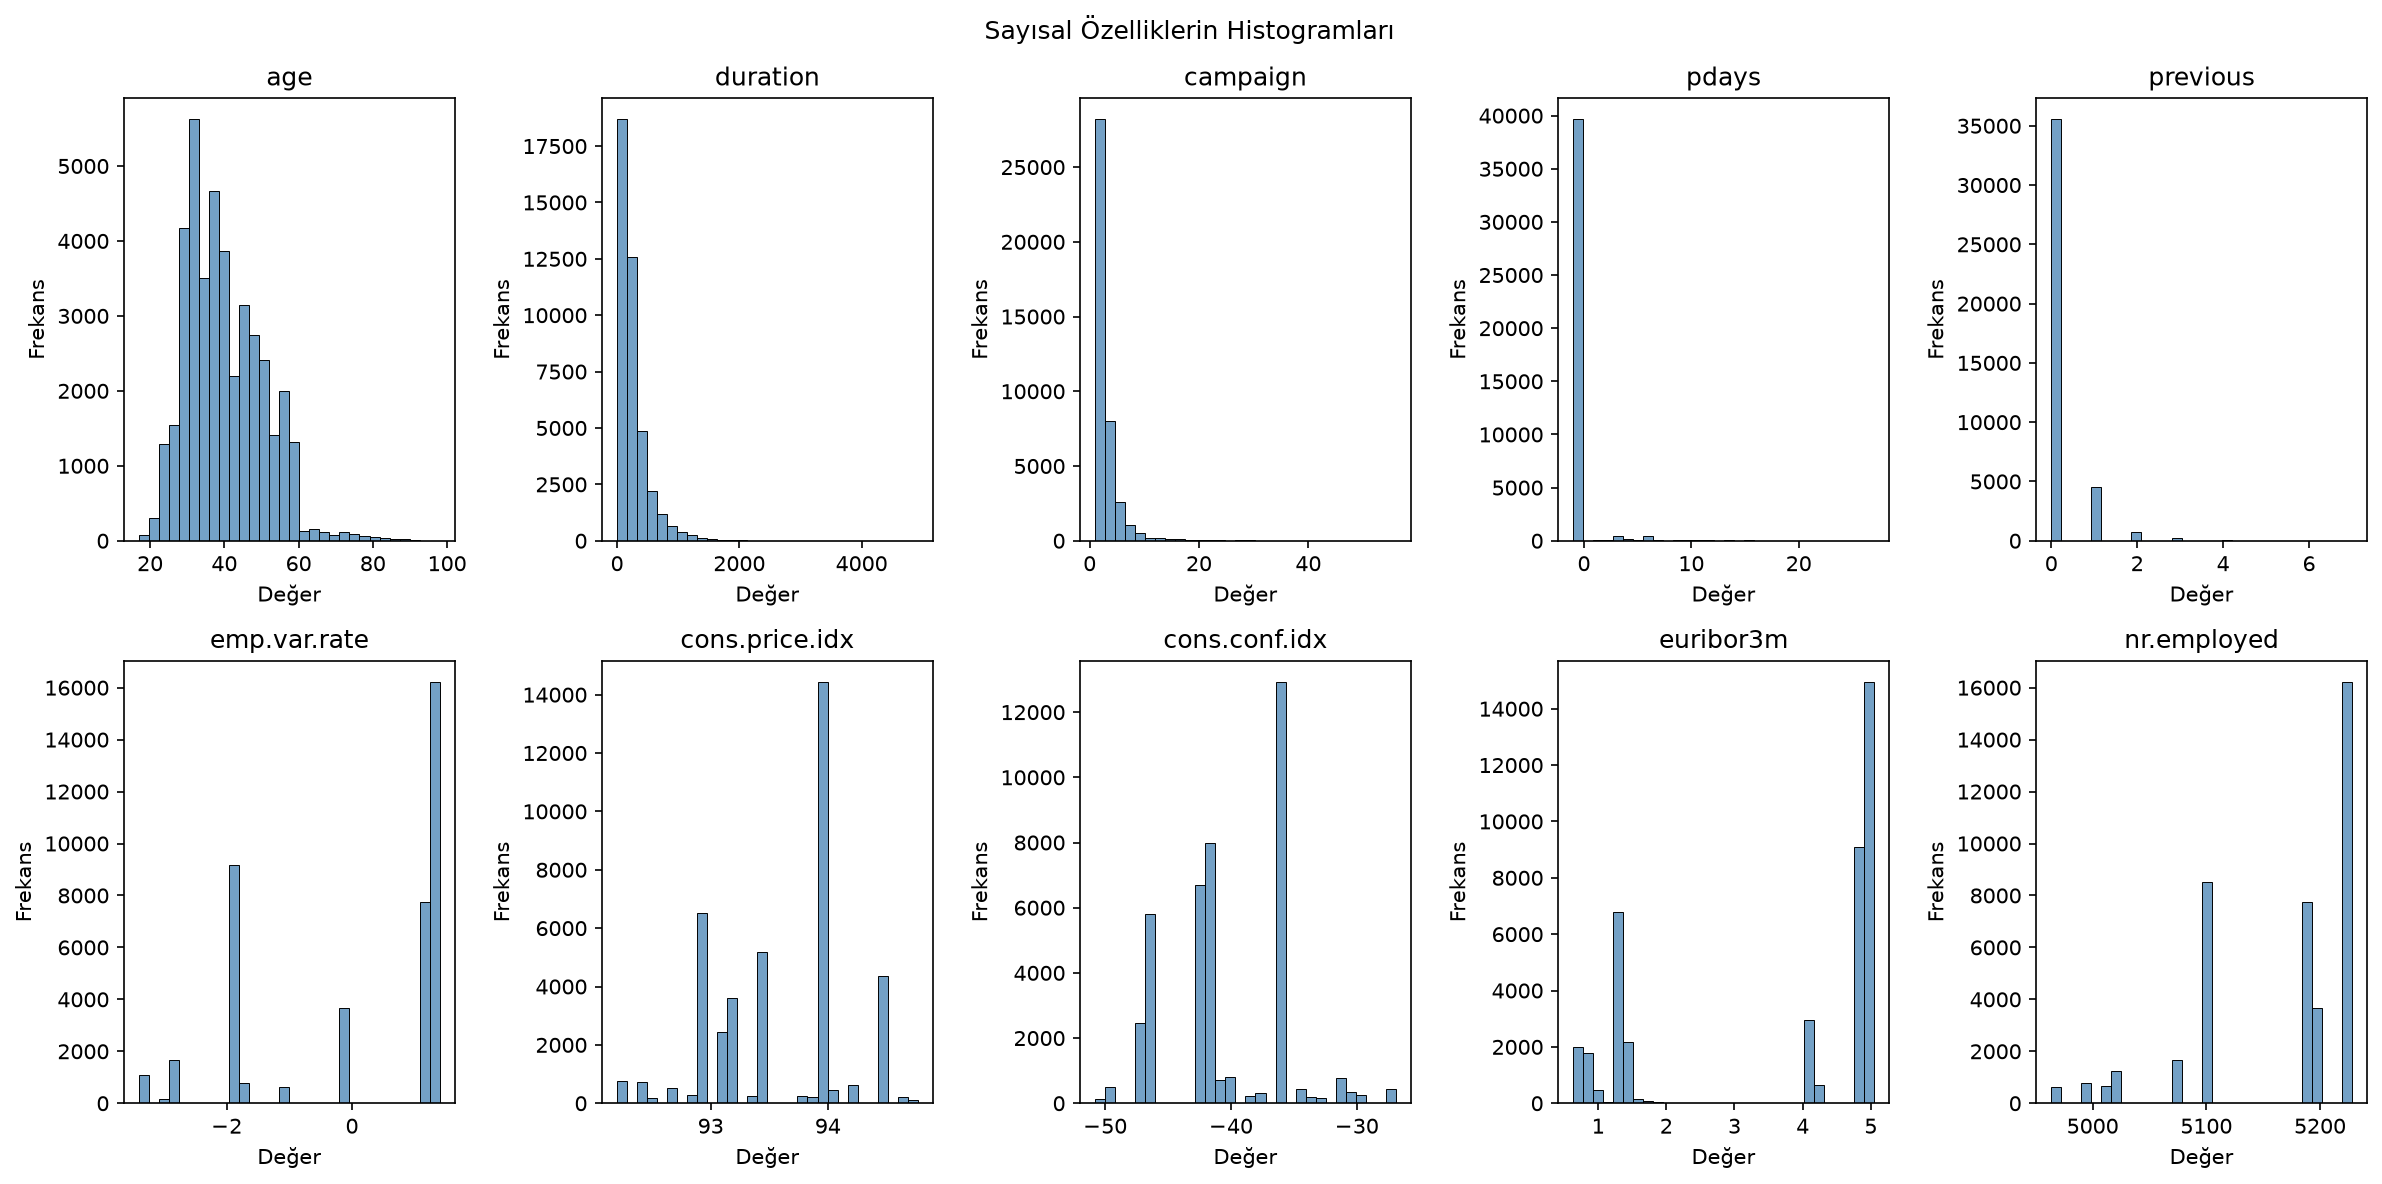 Sayısal Özelliklerin Histogramları
age
Frekans
5000
4000
3000
2000
1000
0
20 40 60 80 100
Değer
duration
Frekans
17500
15000
12500
10000
7500
5000
2500
0
0 2000 4000
Değer
campaign
Frekans
25000
20000
15000
10000
5000
0
0 20 40
Değer
pdays
Frekans
40000
35000
30000
25000
20000
15000
10000
5000
0
0 10 20
Değer
previous
Frekans
35000
30000
25000
20000
15000
10000
5000
0
0 2 4 6
Değer
emp.var.rate
Frekans
16000
14000
12000
10000
8000
6000
4000
2000
0
−2 0
Değer
cons.price.idx
Frekans
14000
12000
10000
8000
6000
4000
2000
0
93 94
Değer
cons.conf.idx
Frekans
12000
10000
8000
6000
4000
2000
0
−50 −40 −30
Değer
euribor3m
Frekans
14000
12000
10000
8000
6000
4000
2000
0
1 2 3 4 5
Değer
nr.employed
Frekans
16000
14000
12000
10000
8000
6000
4000
2000
0
5000 5100 5200
Değer